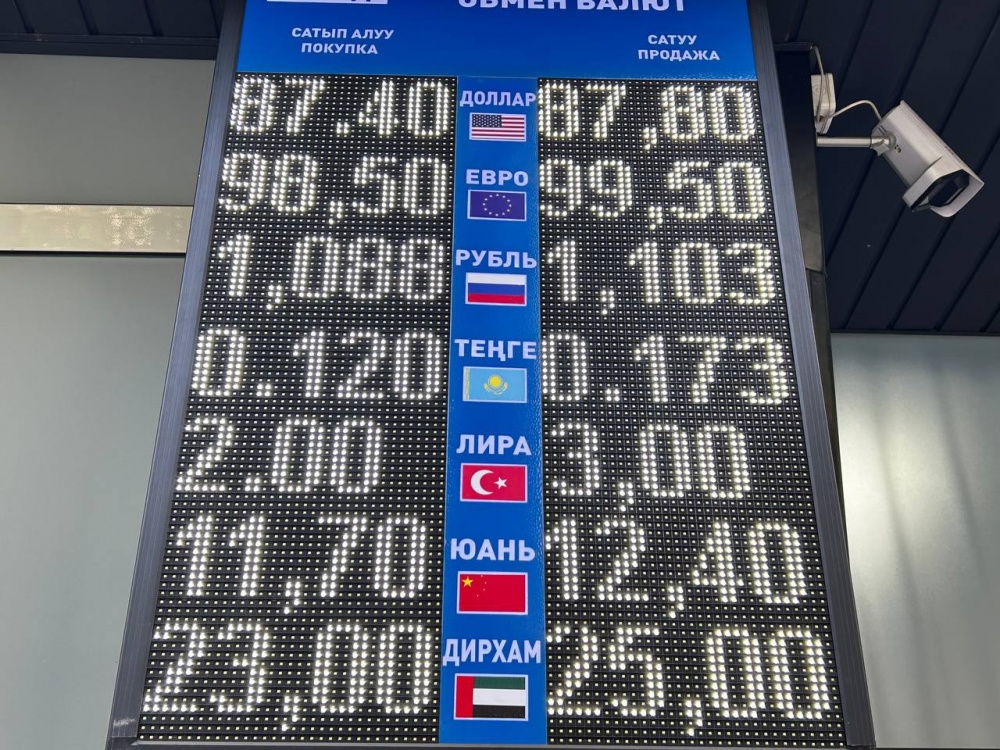 ОБМЕН ВАЛЮТ
САТЫП АЛУУ
ПОКУПКА
САТУУ
ПРОДАЖА
87.40 ДОЛЛАР 87,80
98,50 ЕВРО 99,50
1,088 РУБЛЬ 1,103
0.120 ТЕҢГЕ 0.173
2.00 ЛИРА 3,00
11,70 ЮАНЬ 12,40
23,00 ДИРХАМ 25,00